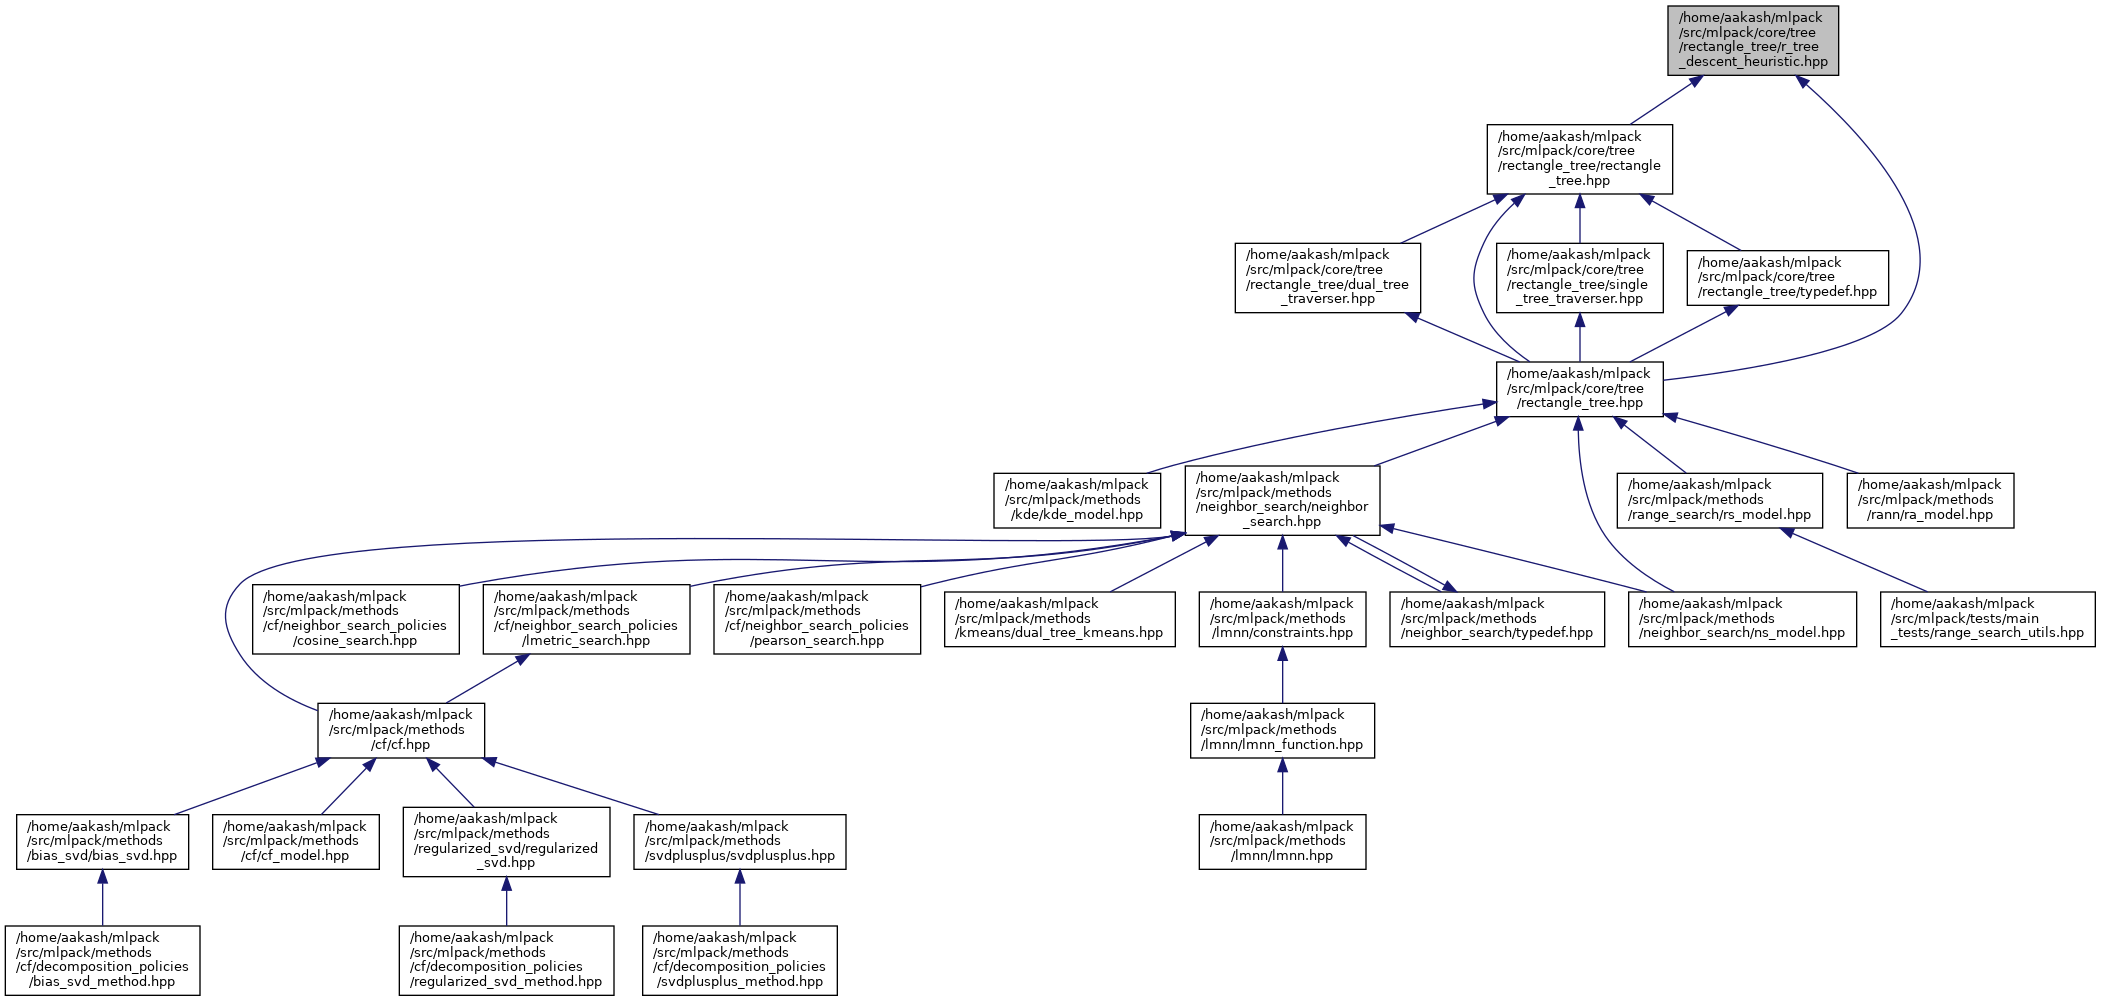 /home/aakash/mlpack
/src/mlpack/core/tree
/rectangle_tree/r_tree
_descent_heuristic.hpp
/home/aakash/mlpack
/src/mlpack/core/tree
/rectangle_tree/rectangle
_tree.hpp
/home/aakash/mlpack
/src/mlpack/core/tree
/rectangle_tree/dual_tree
_traverser.hpp
/home/aakash/mlpack
/src/mlpack/core/tree
/rectangle_tree/single
_tree_traverser.hpp
/home/aakash/mlpack
/src/mlpack/core/tree
/rectangle_tree/typedef.hpp
/home/aakash/mlpack
/src/mlpack/core/tree
/rectangle_tree.hpp
/home/aakash/mlpack
/src/mlpack/methods
/kde/kde_model.hpp
/home/aakash/mlpack
/src/mlpack/methods
/neighbor_search/neighbor
_search.hpp
/home/aakash/mlpack
/src/mlpack/methods
/range_search/rs_model.hpp
/home/aakash/mlpack
/src/mlpack/methods
/rann/ra_model.hpp
/home/aakash/mlpack
/src/mlpack/methods
/cf/neighbor_search_policies
/cosine_search.hpp
/home/aakash/mlpack
/src/mlpack/methods
/cf/neighbor_search_policies
/lmetric_search.hpp
/home/aakash/mlpack
/src/mlpack/methods
/cf/neighbor_search_policies
/pearson_search.hpp
/home/aakash/mlpack
/src/mlpack/methods
/kmeans/dual_tree_kmeans.hpp
/home/aakash/mlpack
/src/mlpack/methods
/lmnn/constraints.hpp
/home/aakash/mlpack
/src/mlpack/methods
/neighbor_search/typedef.hpp
/home/aakash/mlpack
/src/mlpack/methods
/neighbor_search/ns_model.hpp
/home/aakash/mlpack
/src/mlpack/tests/main
_tests/range_search_utils.hpp
/home/aakash/mlpack
/src/mlpack/methods
/cf/cf.hpp
/home/aakash/mlpack
/src/mlpack/methods
/lmnn/lmnn_function.hpp
/home/aakash/mlpack
/src/mlpack/methods
/bias_svd/bias_svd.hpp
/home/aakash/mlpack
/src/mlpack/methods
/cf/cf_model.hpp
/home/aakash/mlpack
/src/mlpack/methods
/regularized_svd/regularized
_svd.hpp
/home/aakash/mlpack
/src/mlpack/methods
/svdplusplus/svdplusplus.hpp
/home/aakash/mlpack
/src/mlpack/methods
/lmnn/lmnn.hpp
/home/aakash/mlpack
/src/mlpack/methods
/cf/decomposition_policies
/bias_svd_method.hpp
/home/aakash/mlpack
/src/mlpack/methods
/cf/decomposition_policies
/regularized_svd_method.hpp
/home/aakash/mlpack
/src/mlpack/methods
/cf/decomposition_policies
/svdplusplus_method.hpp